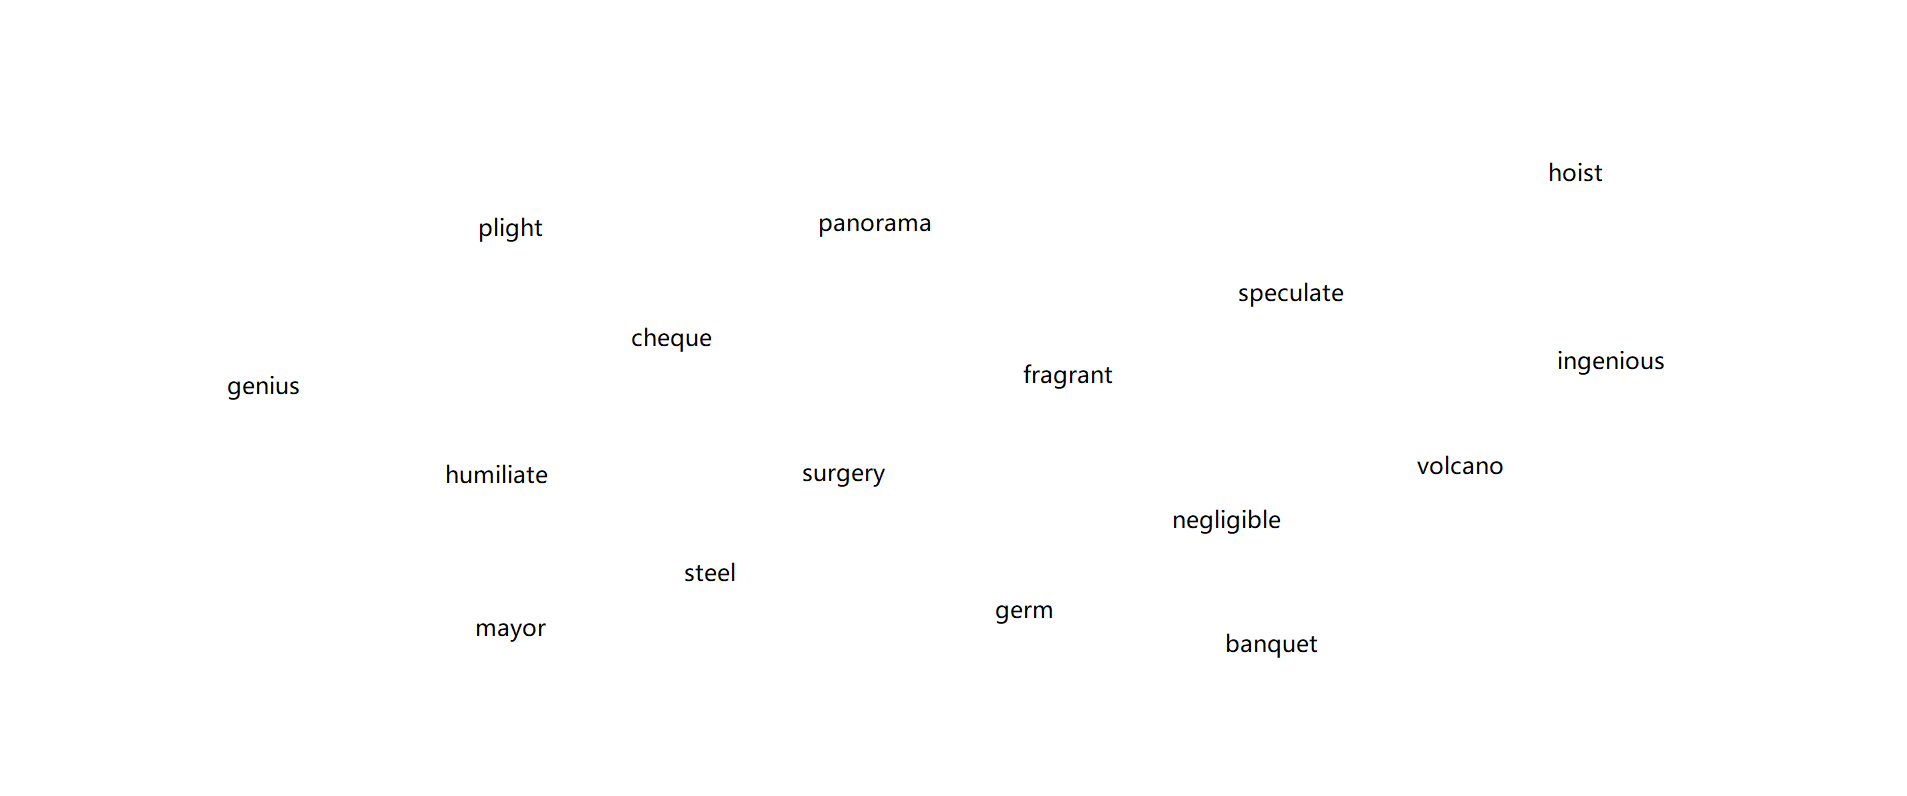 hoist
plight
panorama
speculate
cheque
ingenious
fragrant
genius
volcano
surgery
humiliate
negligible
steel
germ
mayor
banquet